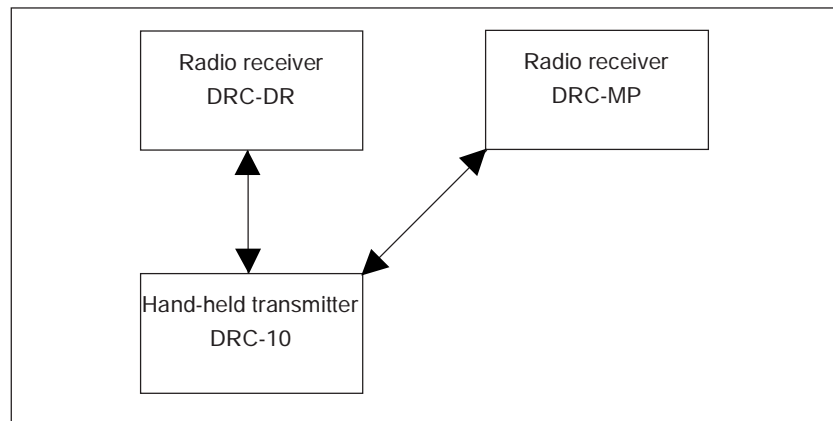 Radio receiver
DRC-DR
Radio receiver
DRC-MP
Hand-held transmitter
DRC-10